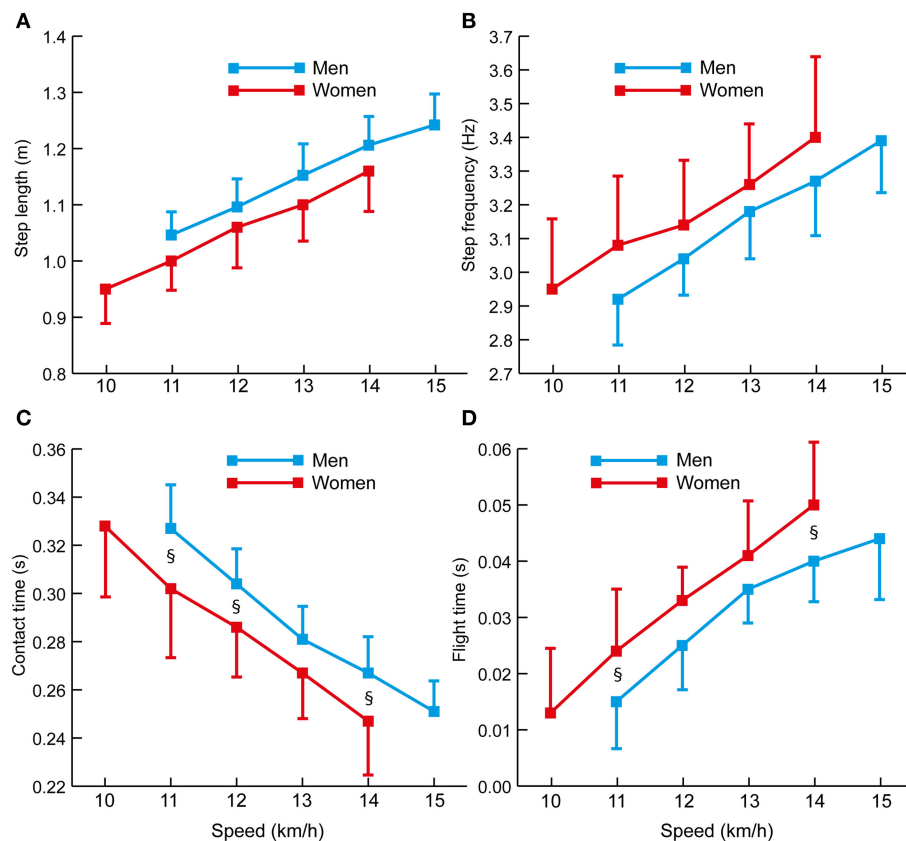 A
1.4
1.3
1.2
1.1
1.0
0.9
0.8
Step length (m)
Men
Women
10 11 12 13 14 15
B
3.7
3.6
3.5
3.4
3.3
3.2
3.1
3.0
2.9
2.8
2.7
Step frequency (Hz)
Men
Women
10 11 12 13 14 15
C
0.36
0.34
0.32
0.30
0.28
0.26
0.24
0.22
Contact time (s)
Men
Women
§
§
§
10 11 12 13 14 15
Speed (km/h)
D
0.06
0.05
0.04
0.03
0.02
0.01
0.00
Flight time (s)
Men
Women
§
§
10 11 12 13 14 15
Speed (km/h)